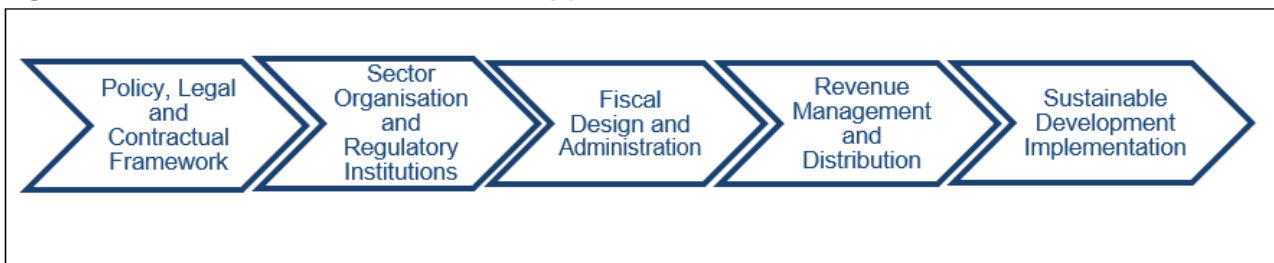 Policy, Legal
and
Contractual
Framework
Sector
Organisation
and
Regulatory
Institutions
Fiscal
Design and
Administration
Revenue
Management
and
Distribution
Sustainable
Development
Implementation